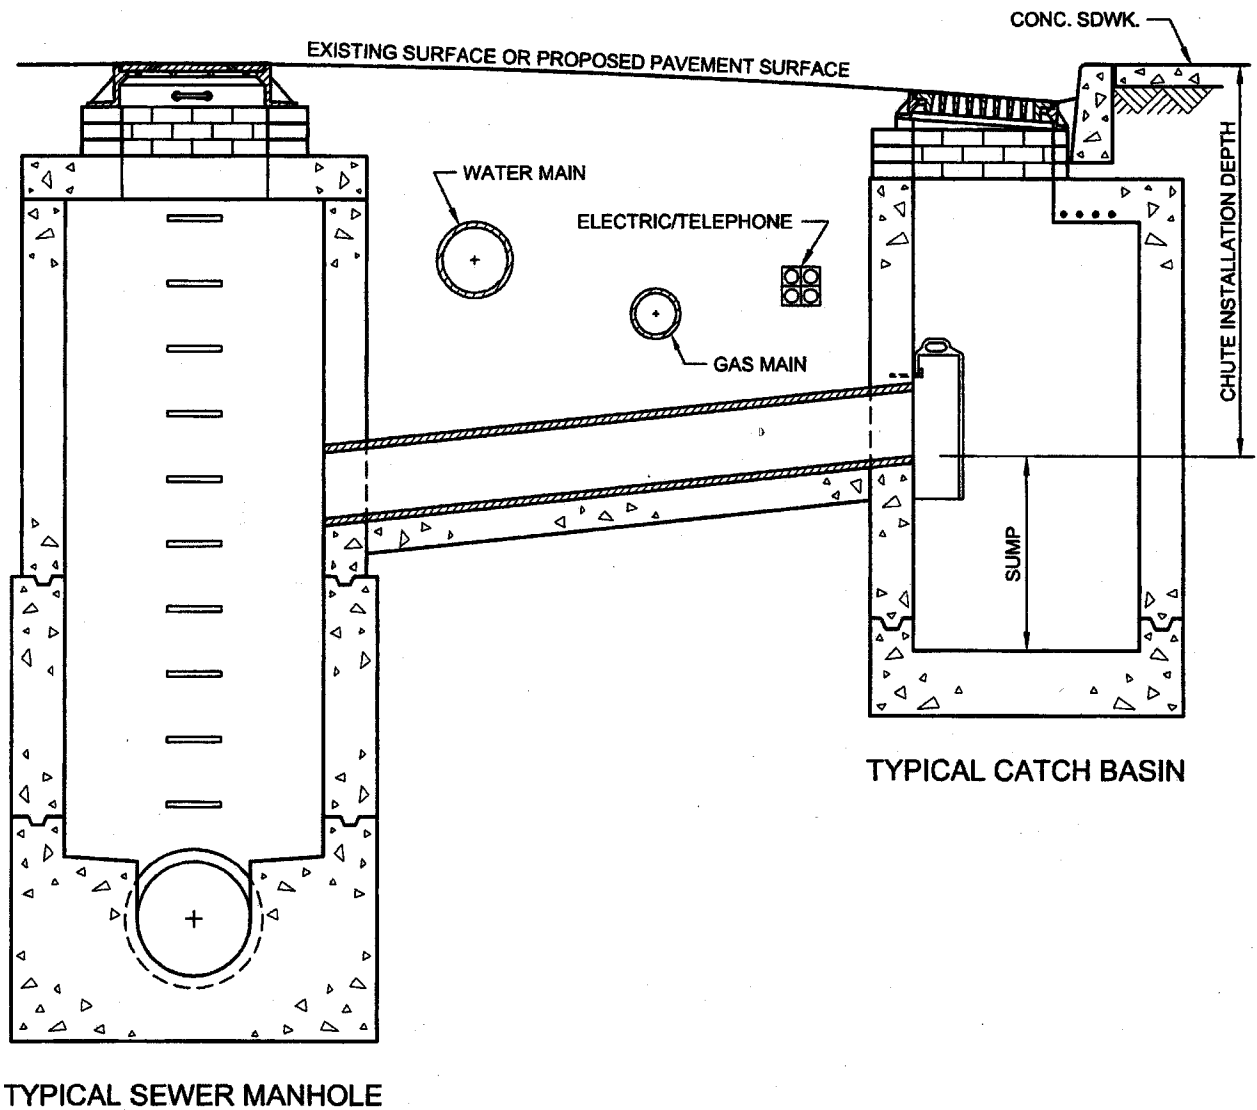 CONC. SDWK.
EXISTING SURFACE OR PROPOSED PAVEMENT SURFACE
WATER MAIN
ELECTRIC/TELEPHONE
GAS MAIN
CHUTE INSTALLATION DEPTH
SUMP
TYPICAL CATCH BASIN
TYPICAL SEWER MANHOLE